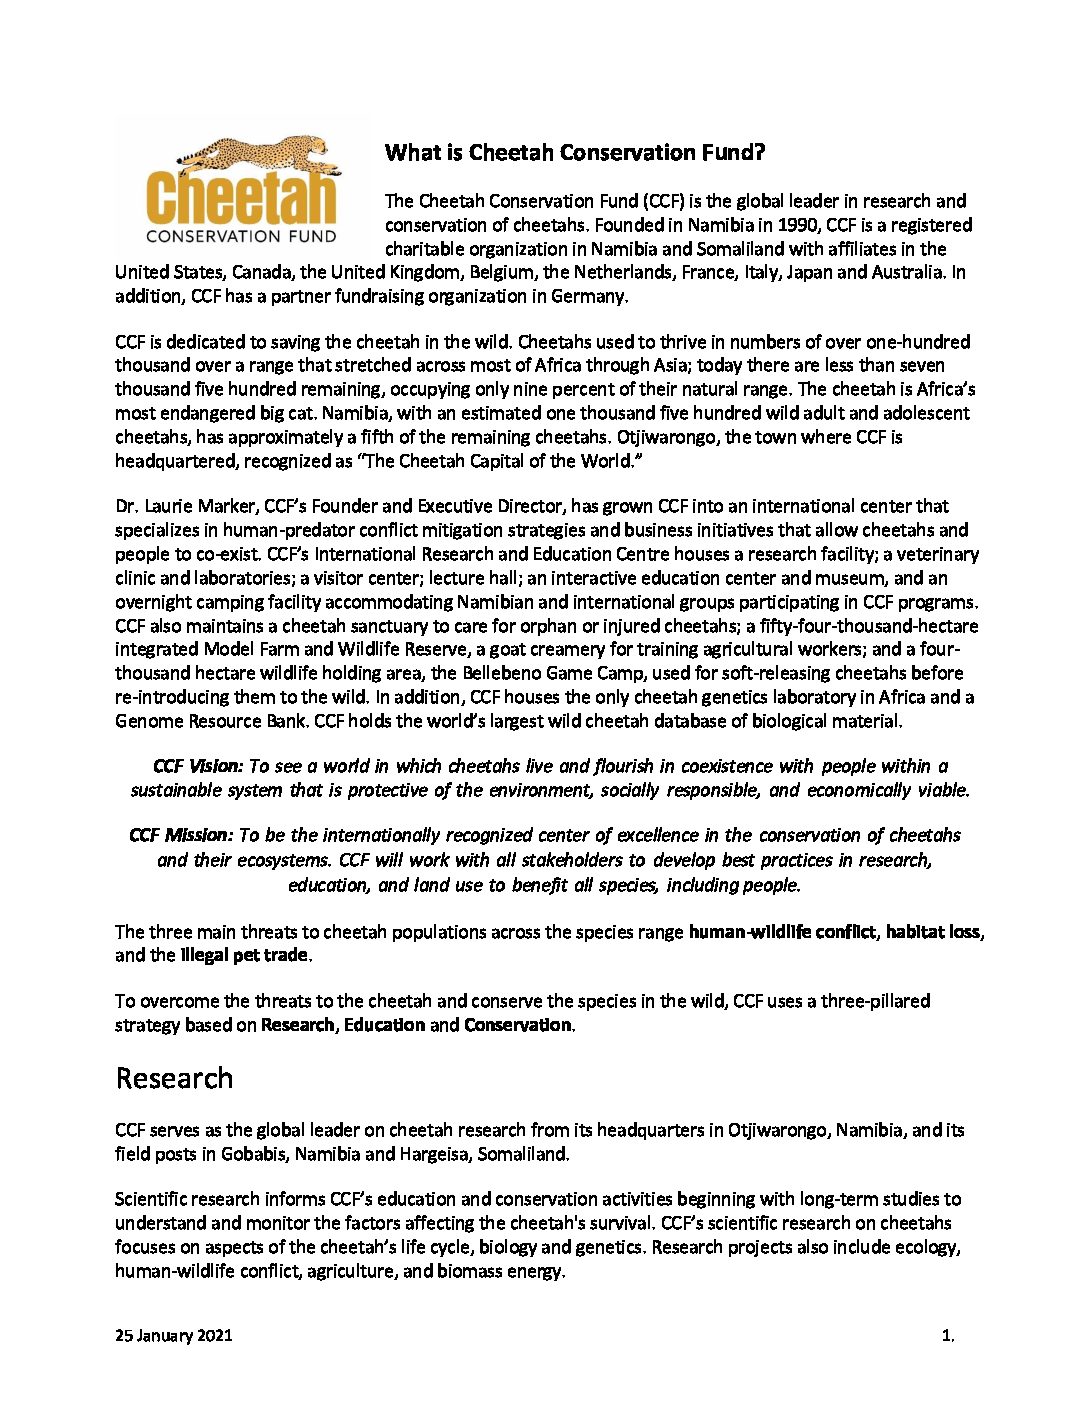 Cheetah
CONSERVATION FUND
What is Cheetah Conservation Fund?
The Cheetah Conservation Fund (CCF) is the global leader in research and
conservation of cheetahs. Founded in Namibia in 1990, CCF is a registered
charitable organization in Namibia and Somaliland with affiliates in the
United States, Canada, the United Kingdom, Belgium, the Netherlands, France, Italy, Japan and Australia. In
addition, CCF has a partner fundraising organization in Germany.
CCF is dedicated to saving the cheetah in the wild. Cheetahs used to thrive in numbers of over one-hundred
thousand over a range that stretched across most of Africa through Asia; today there are less than seven
thousand five hundred remaining, occupying only nine percent of their natural range. The cheetah is Africa’s
most endangered big cat. Namibia, with an estimated one thousand five hundred wild adult and adolescent
cheetahs, has approximately a fifth of the remaining cheetahs. Otjiwarongo, the town where CCF is
headquartered, recognized as “The Cheetah Capital of the World.”
Dr. Laurie Marker, CCF’s Founder and Executive Director, has grown CCF into an international center that
specializes in human-predator conflict mitigation strategies and business initiatives that allow cheetahs and
people to co-exist. CCF’s International Research and Education Centre houses a research facility; a veterinary
clinic and laboratories; a visitor center; lecture hall; an interactive education center and museum, and an
overnight camping facility accommodating Namibian and international groups participating in CCF programs.
CCF also maintains a cheetah sanctuary to care for orphan or injured cheetahs; a fifty-four-thousand-hectare
integrated Model Farm and Wildlife Reserve, a goat creamery for training agricultural workers; and a four-
thousand hectare wildlife holding area, the Bellebeno Game Camp, used for soft-releasing cheetahs before
re-introducing them to the wild. In addition, CCF houses the only cheetah genetics laboratory in Africa and a
Genome Resource Bank. CCF holds the world’s largest wild cheetah database of biological material.
CCF Vision: To see a world in which cheetahs live and flourish in coexistence with people within a
sustainable system that is protective of the environment, socially responsible, and economically viable.
CCF Mission: To be the internationally recognized center of excellence in the conservation of cheetahs
and their ecosystems. CCF will work with all stakeholders to develop best practices in research,
education, and land use to benefit all species, including people.
The three main threats to cheetah populations across the species range human-wildlife conflict, habitat loss,
and the illegal pet trade.
To overcome the threats to the cheetah and conserve the species in the wild, CCF uses a three-pillared
strategy based on Research, Education and Conservation.
Research
CCF serves as the global leader on cheetah research from its headquarters in Otjiwarongo, Namibia, and its
field posts in Gobabis, Namibia and Hargeisa, Somaliland.
Scientific research informs CCF’s education and conservation activities beginning with long-term studies to
understand and monitor the factors affecting the cheetah's survival. CCF’s scientific research on cheetahs
focuses on aspects of the cheetah’s life cycle, biology and genetics. Research projects also include ecology,
human-wildlife conflict, agriculture, and biomass energy.
25 January 2021 1.